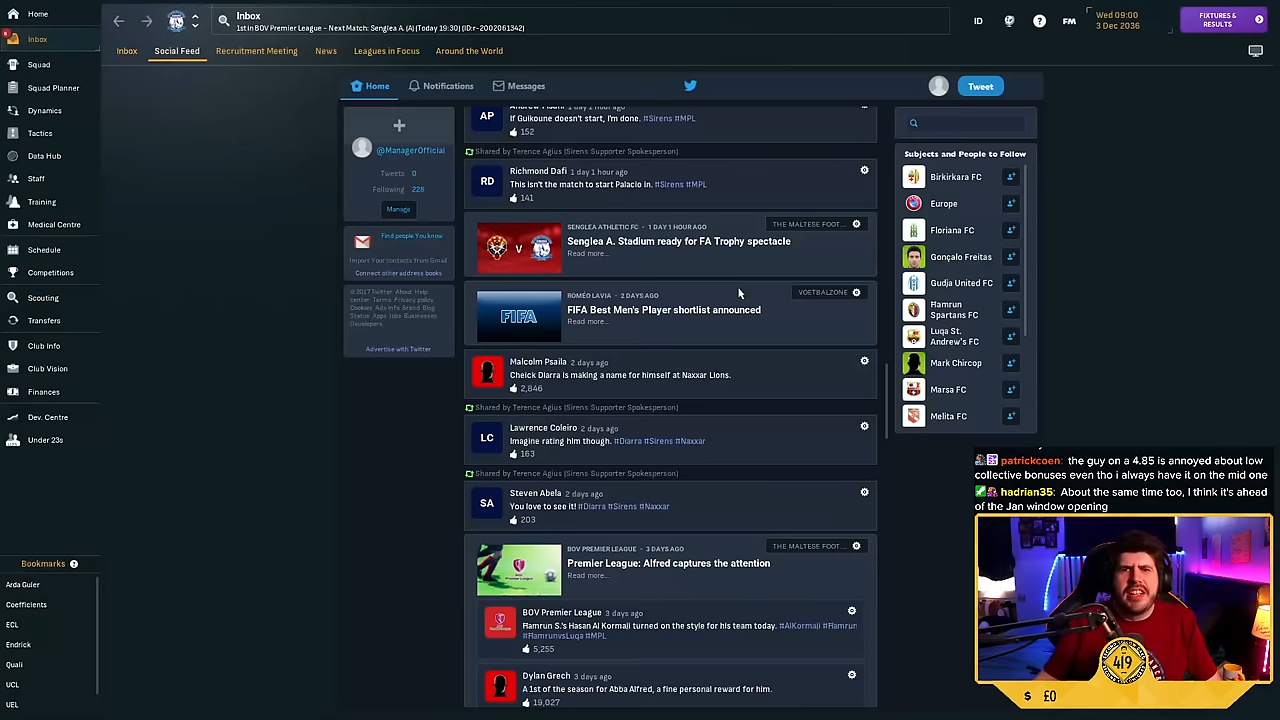 Home
Inbox
Squad
Squad Planner
Dynamics
Tactics
Data Hub
Staff
Training
Medical Centre
Schedule
Competitions
Scouting
Transfers
Club Info
Club Vision
Finances
Dev. Centre
Under 23s
Bookmarks
Arda Guler
Coefficients
ECL
Endrick
Quali
UCL
UEL
Inbox
1st in BOV Premier League - Next Match: Senglea A. (A) (Today 19:30) (ID:r-2002061342)
ID
FM
Wed 09:00
3 Dec 2036
FIXTURES &
RESULTS
Inbox
Social Feed
Recruitment Meeting
News
Leagues in Focus
Around the World
Home
Notifications
Messages
Tweet
@ManagerOfficial
Tweets 0
Following 228
Manage
Find people You know
Import Your contacts from Gmail
Connect other address books
© 2017 Twitter About Help
center Terms Privacy policy
Cookies Ads Info Brand Blog
Status Apps Jobs Businesses
Developers
Advertise with Twitter
AP
If Guikoune doesn't start, I'm done. #Sirens #MPL
152
Shared by Terence Agius (Sirens Supporter Spokesperson)
RD
Richmond Dafi 1 day 1 hour ago
This isn't the match to start Palacio in. #Sirens #MPL
141
SENGLEA ATHLETIC FC - 1 DAY 1 HOUR AGO
THE MALTESE FOOT...
V
Senglea A. Stadium ready for FA Trophy spectacle
Read more...
ROMÉO LAVIA - 2 DAYS AGO
VOETBALZONE
FIFA
FIFA Best Men's Player shortlist announced
Read more...
Malcolm Psaila 2 days ago
Cheick Diarra is making a name for himself at Naxxar Lions.
2,846
Shared by Terence Agius (Sirens Supporter Spokesperson)
LC
Lawrence Coleiro 2 days ago
Imagine rating him though. #Diarra #Sirens #Naxxar
163
Shared by Terence Agius (Sirens Supporter Spokesperson)
SA
Steven Abela 2 days ago
You love to see it! #Diarra #Sirens #Naxxar
203
BOV PREMIER LEAGUE - 3 DAYS AGO
THE MALTESE FOOT...
Premier League: Alfred captures the attention
Read more...
BOV Premier League 3 days ago
Ħamrun S.'s Hasan Al Kormaji turned on the style for his team today. #AlKormaji #Ħamrun
#ĦamrunvsLuqa #MPL
5,255
Dylan Grech 3 days ago
A 1st of the season for Abba Alfred, a fine personal reward for him.
19,027
Subjects and People to Follow
Birkirkara FC
Europe
Floriana FC
Gonçalo Freitas
Gudja United FC
Ħamrun
Spartans FC
Luqa St.
Andrew's FC
Mark Chircop
Marsa FC
Melita FC
patrickcoen: the guy on a 4.85 is annoyed about low
collective bonuses even tho i always have it on the mid one
hadrian35: About the same time too, I think it's ahead
of the Jan window opening
419
$ £0